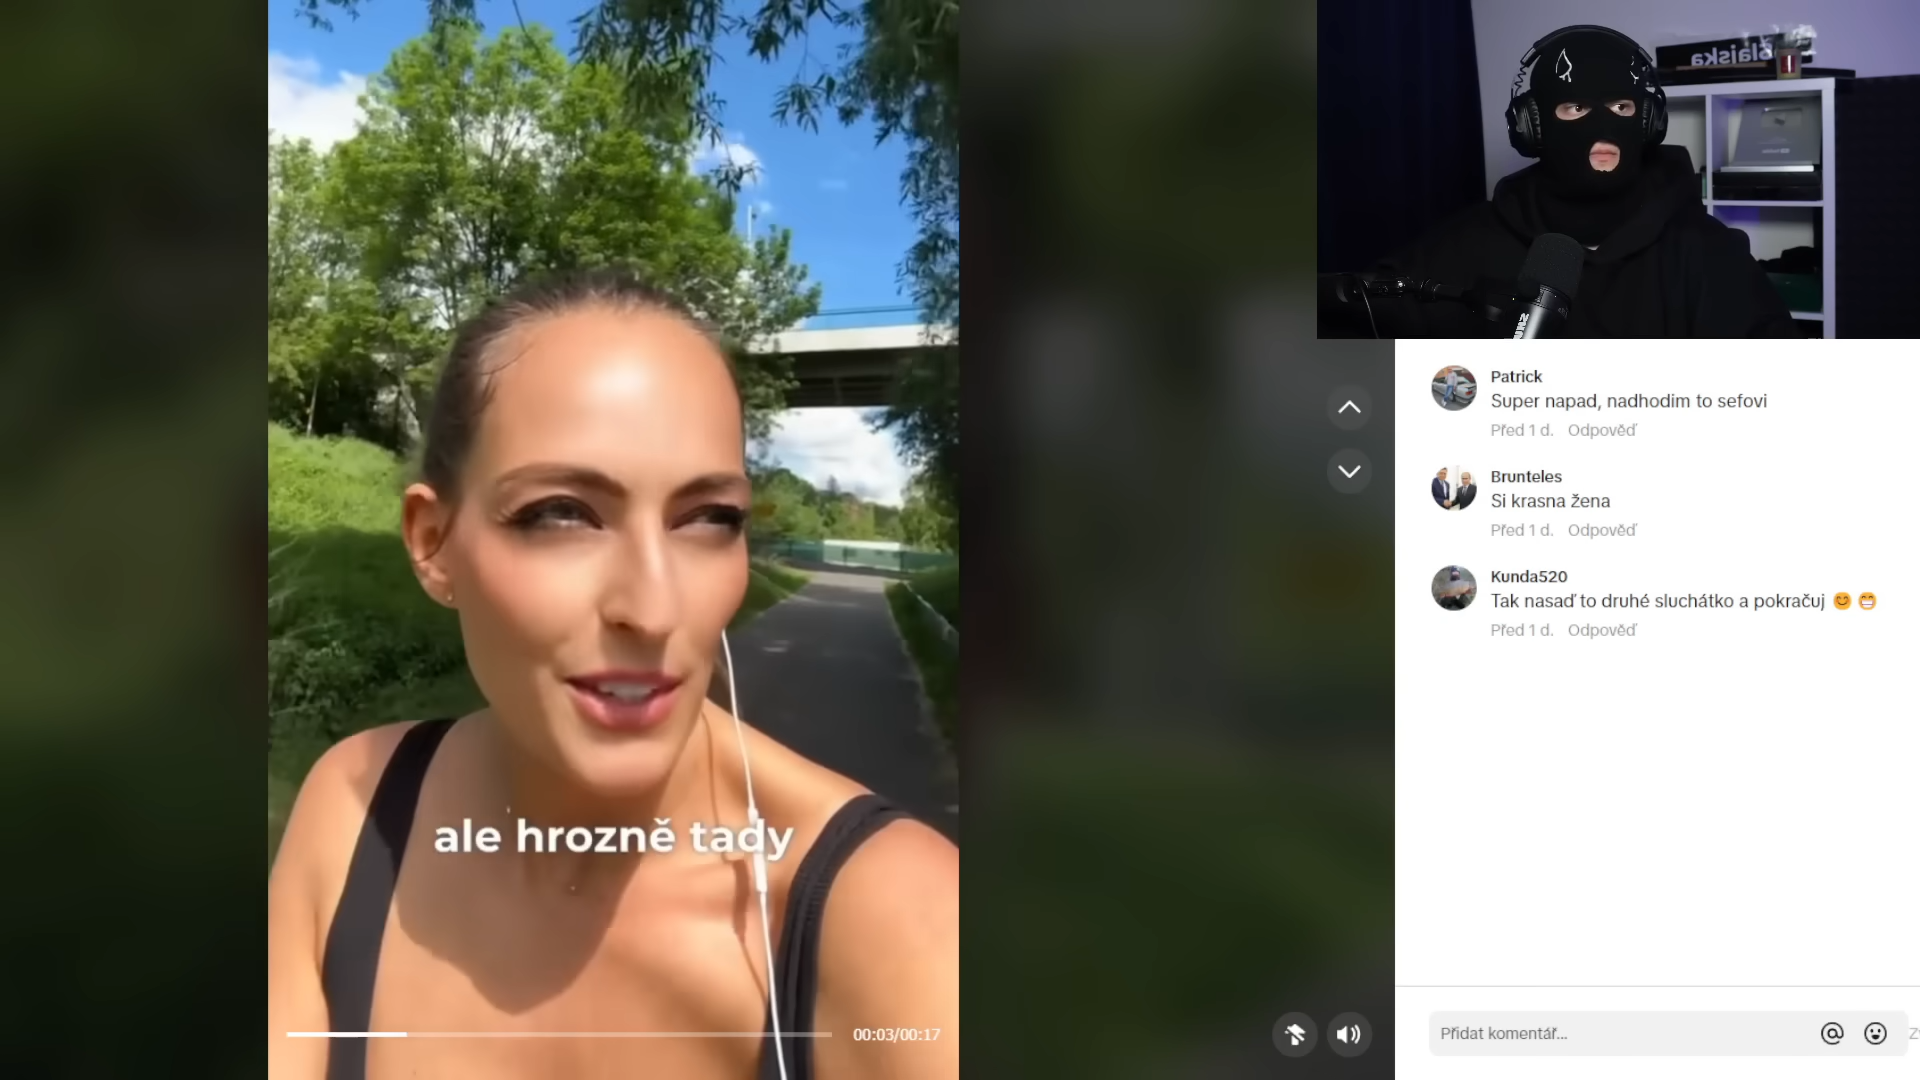 Slajska
Patrick
Super napad, nadhodim to sefovi
Před 1 d. Odpověď
Brunteles
Si krasna žena
Před 1 d. Odpověď
Kunda520
Tak nasaď to druhé sluchátko a pokračuj 😊 😁
Před 1 d. Odpověď
ale hrozně tady
00:03/00:17
Přidat komentář...